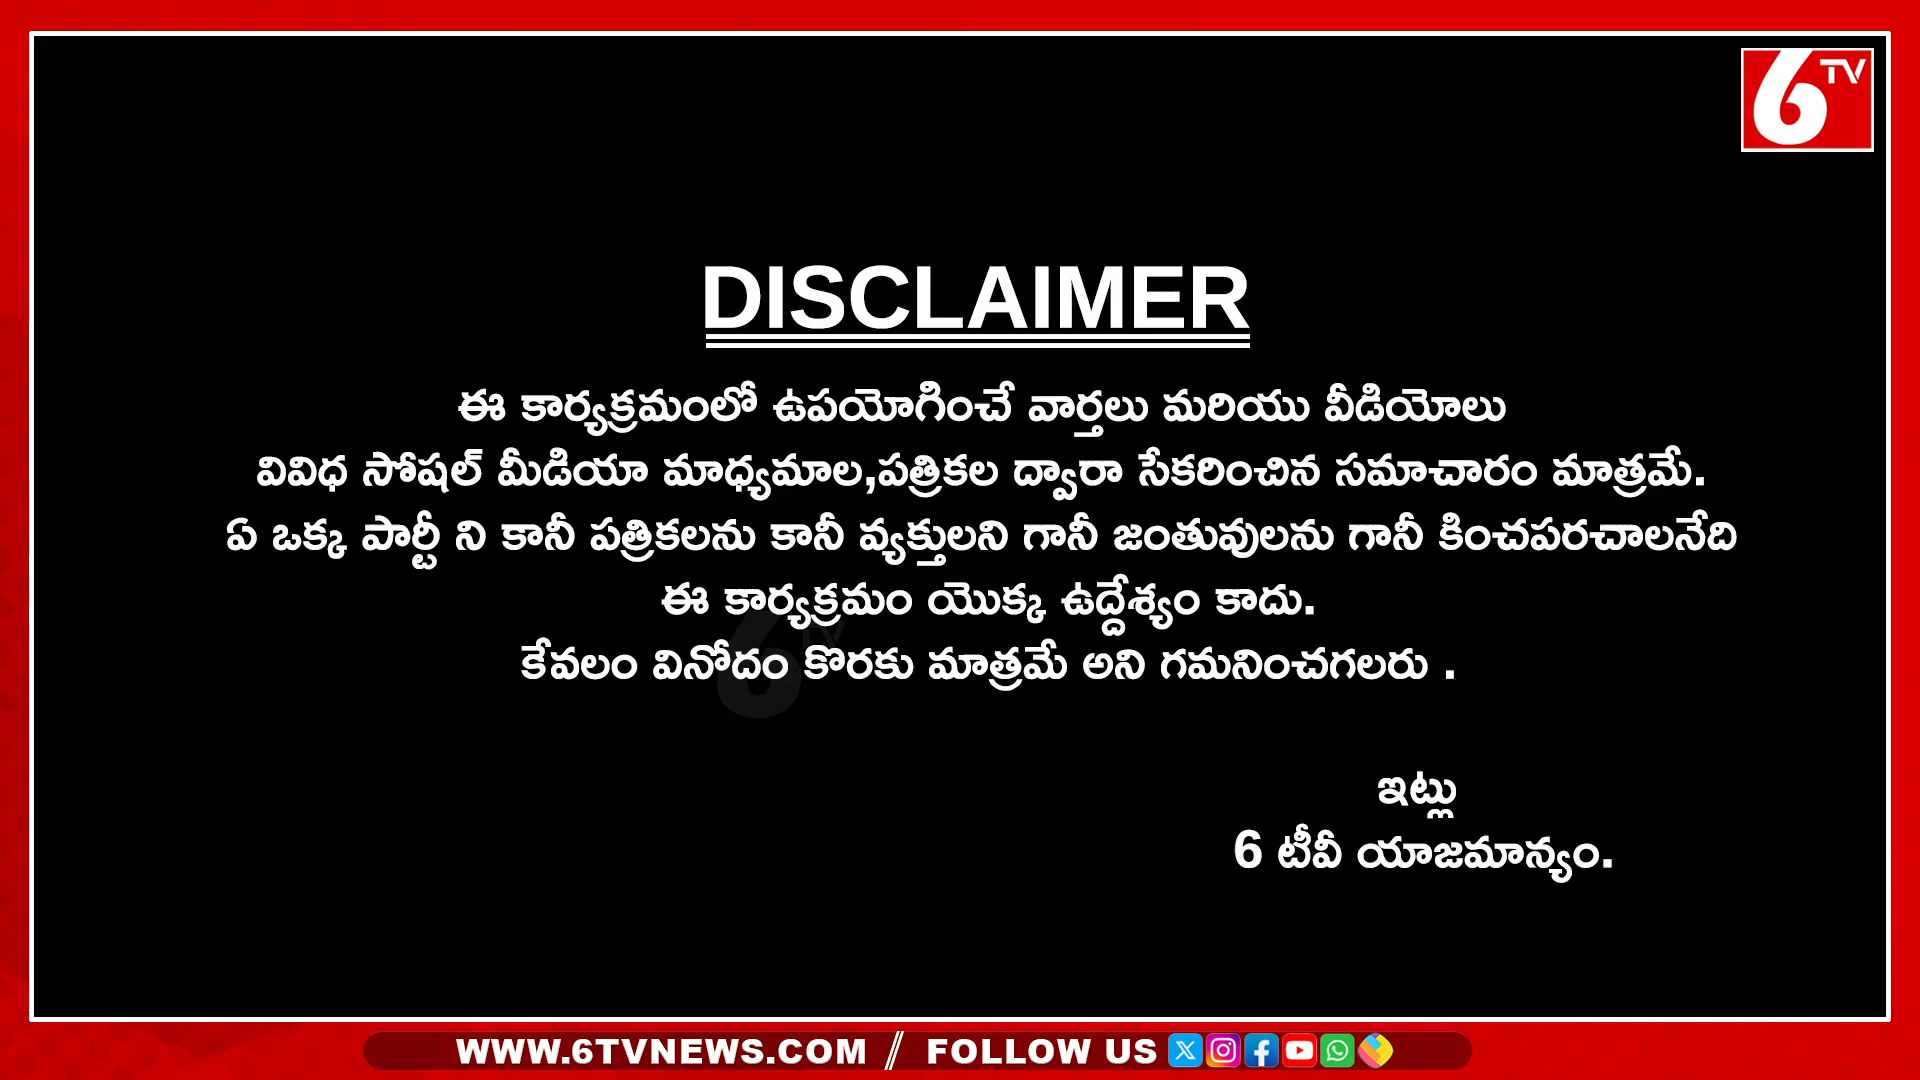 6 TV
DISCLAIMER
ఈ కార్యక్రమంలో ఉపయోగించే వార్తలు మరియు వీడియోలు
వివిధ సోషల్ మీడియా మాధ్యమాల,పత్రికల ద్వారా సేకరించిన సమాచారం మాత్రమే.
ఏ ఒక్క పార్టీ ని కానీ పత్రికలను కానీ వ్యక్తులని గానీ జంతువులను గానీ కించపరచాలనేది
ఈ కార్యక్రమం యొక్క ఉద్దేశ్యం కాదు.
కేవలం వినోదం కొరకు మాత్రమే అని గమనించగలరు .
ఇట్లు
6 టీవీ యాజమాన్యం.
WWW.6TVNEWS.COM // FOLLOW US